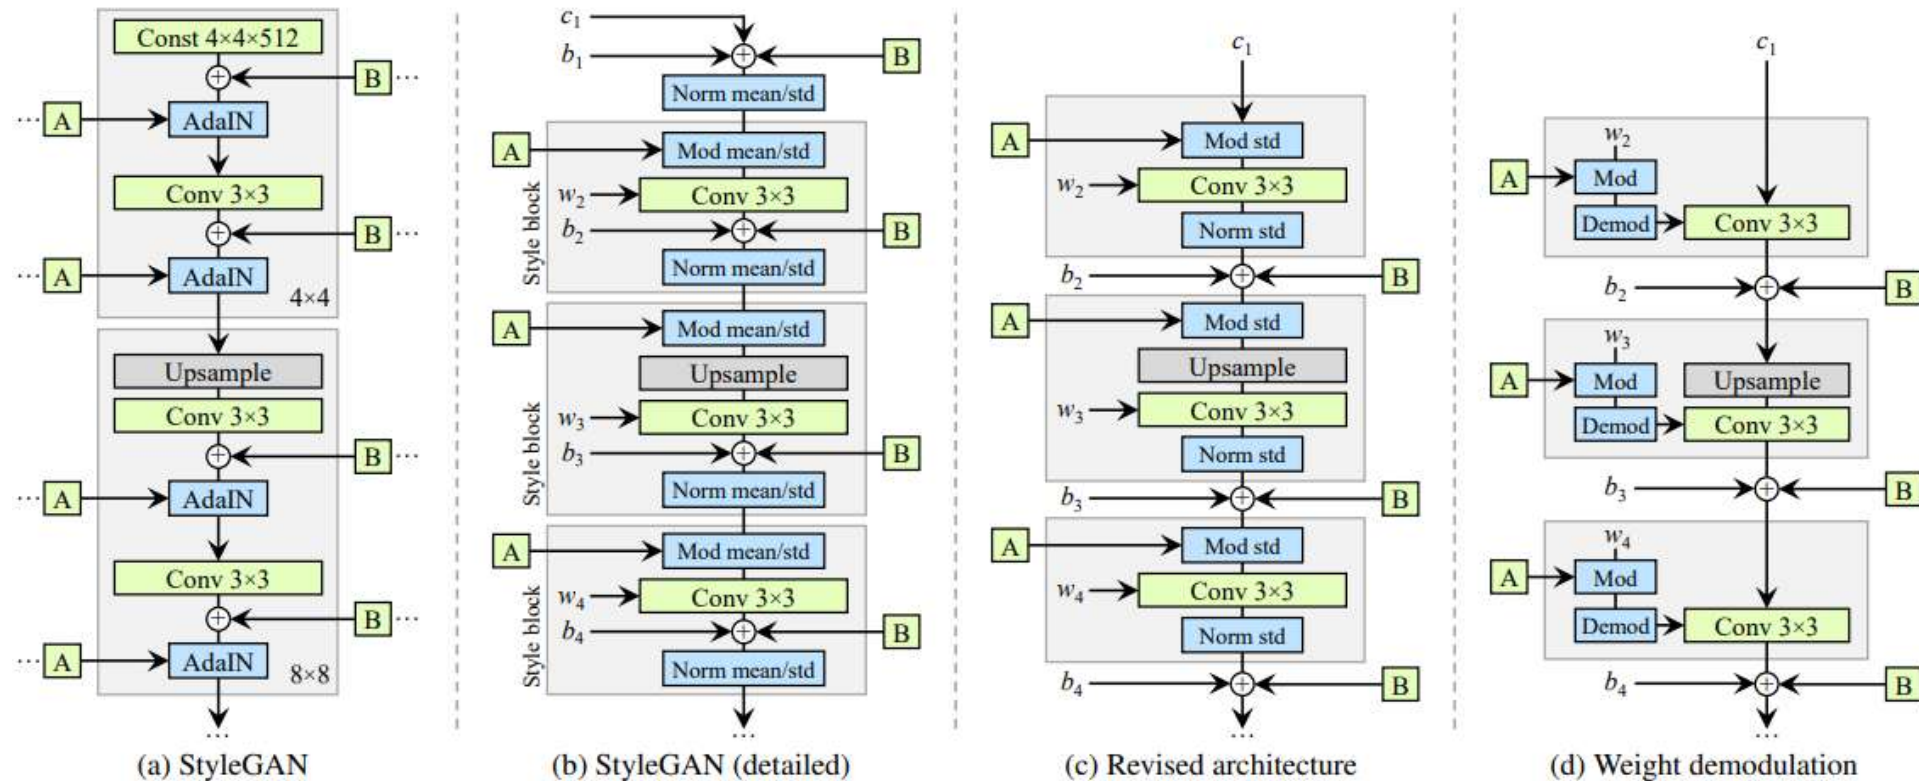 Const 4×4×512
B ...
... A
AdaIN
Conv 3×3
B ...
... A
AdaIN
4×4
Upsample
Conv 3×3
B ...
... A
AdaIN
Conv 3×3
B ...
... A
AdaIN
8×8
...
(a) StyleGAN
c1
b1
B
Norm mean/std
A
Mod mean/std
w2
Conv 3×3
b2
B
Norm mean/std
Style block
A
Mod mean/std
Upsample
w3
Conv 3×3
b3
B
Norm mean/std
Style block
A
Mod mean/std
w4
Conv 3×3
b4
B
Norm mean/std
Style block
...
(b) StyleGAN (detailed)
c1
A
Mod std
w2
Conv 3×3
Norm std
b2
B
A
Mod std
Upsample
w3
Conv 3×3
Norm std
b3
B
A
Mod std
w4
Conv 3×3
Norm std
b4
B
...
(c) Revised architecture
c1
w2
A
Mod
Demod
Conv 3×3
b2
B
w3
A
Mod
Upsample
Demod
Conv 3×3
b3
B
w4
A
Mod
Demod
Conv 3×3
b4
B
...
(d) Weight demodulation